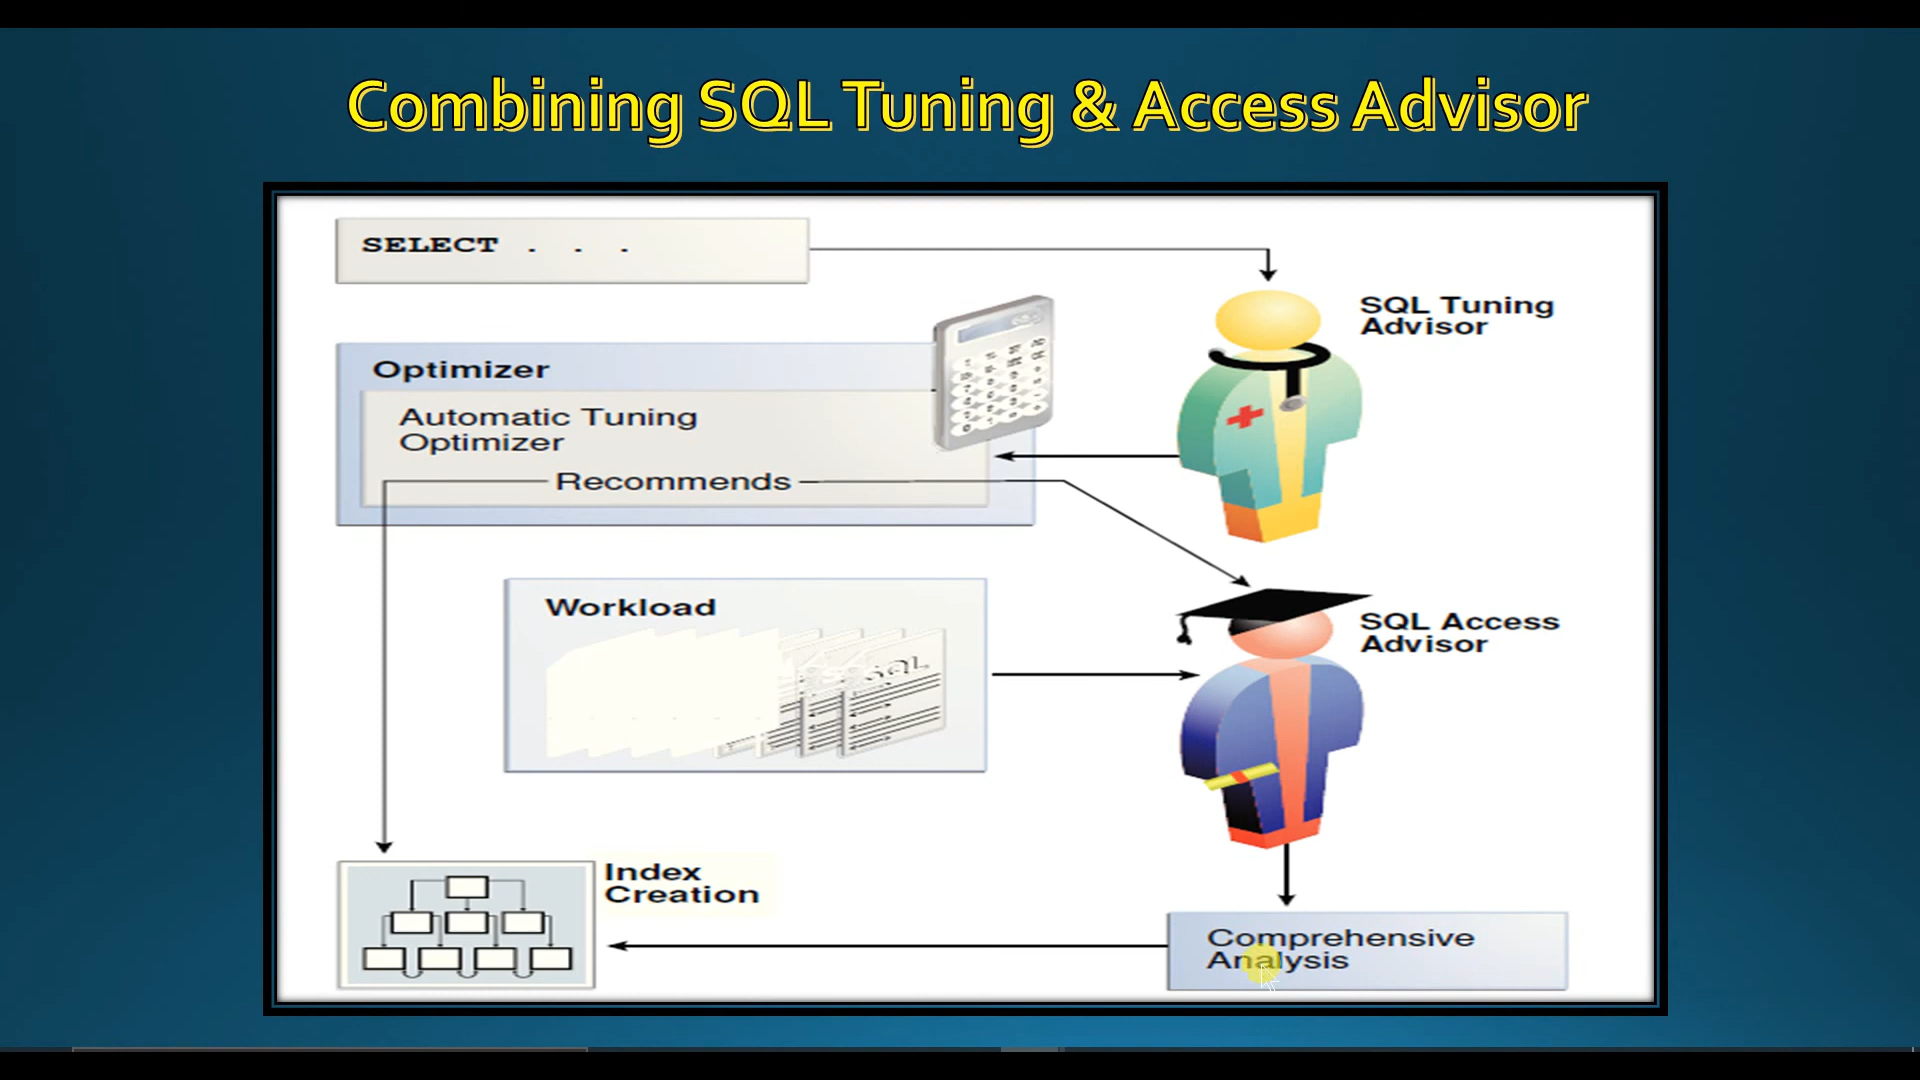 Combining SQL Tuning & Access Advisor
SELECT . . .
SQL Tuning
Advisor
Optimizer
Automatic Tuning
Optimizer
Recommends
Workload
SQL
SQL Access
Advisor
Index
Creation
Comprehensive
Analysis